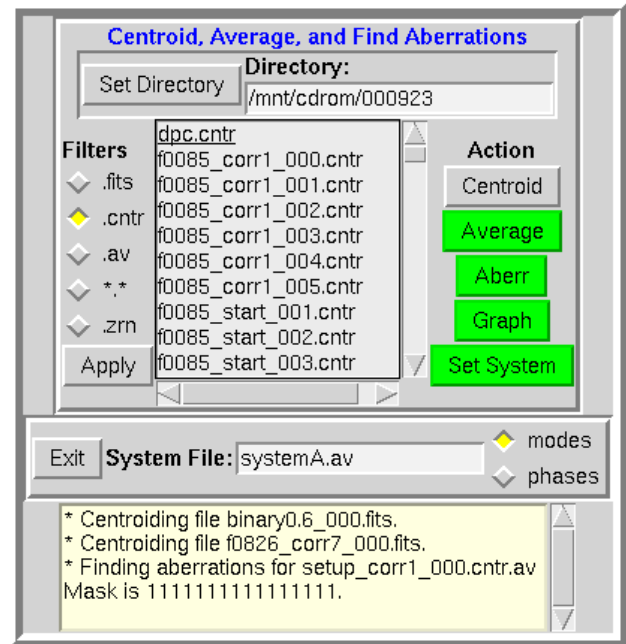 Centroid, Average, and Find Aberrations
Set Directory
Directory:
/mnt/cdrom/000923
Filters
.fits
.cntr
.av
*.*
.zrn
Apply
dpc.cntr
f0085_corr1_000.cntr
f0085_corr1_001.cntr
f0085_corr1_002.cntr
f0085_corr1_003.cntr
f0085_corr1_004.cntr
f0085_corr1_005.cntr
f0085_start_001.cntr
f0085_start_002.cntr
f0085_start_003.cntr
Action
Centroid
Average
Aberr
Graph
Set System
Exit
System File: systemA.av
modes
phases
* Centroiding file binary0.6_000.fits.
* Centroiding file f0826_corr7_000.fits.
* Finding aberrations for setup_corr1_000.cntr.av
Mask is 1111111111111111.